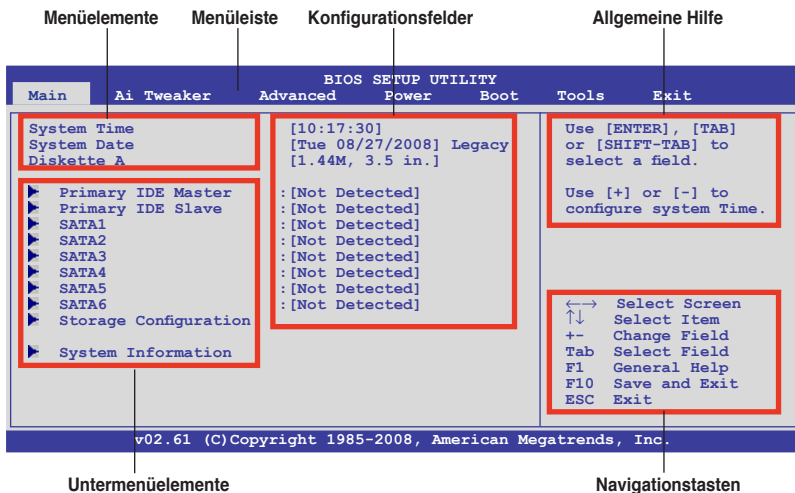 Menüelemente Menüleiste Konfigurationsfelder Allgemeine Hilfe
BIOS SETUP UTILITY
Main Ai Tweaker Advanced Power Boot Tools Exit
System Time [10:17:30]
System Date [Tue 08/27/2008] Legacy
Diskette A [1.44M, 3.5 in.]
Primary IDE Master :[Not Detected]
Primary IDE Slave :[Not Detected]
SATA1 :[Not Detected]
SATA2 :[Not Detected]
SATA3 :[Not Detected]
SATA4 :[Not Detected]
SATA5 :[Not Detected]
SATA6 :[Not Detected]
Storage Configuration
System Information
Use [ENTER], [TAB]
or [SHIFT-TAB] to
select a field.
Use [+] or [-] to
configure system Time.
←→ Select Screen
↑↓ Select Item
+- Change Field
Tab Select Field
F1 General Help
F10 Save and Exit
ESC Exit
v02.61 (C)Copyright 1985-2008, American Megatrends, Inc.
Untermenüelemente Navigationstasten